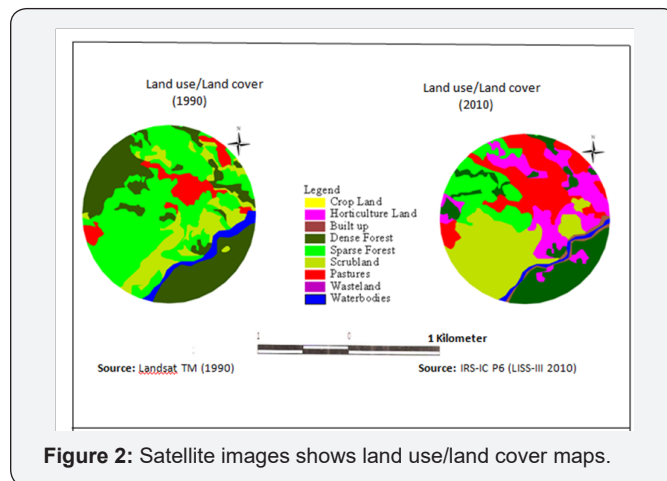 Land use/Land cover
(1990)
Land use/Land cover
(2010)
N
N
Legend
Crop Land
Horticulture Land
Built up
Dense Forest
Sparse Forest
Scrubland
Pastures
Wasteland
Waterbodies
1 0 1 Kilometer
Source: Landsat TM (1990)
Source: IRS-IC P6 (LISS-III 2010)
Figure 2: Satellite images shows land use/land cover maps.